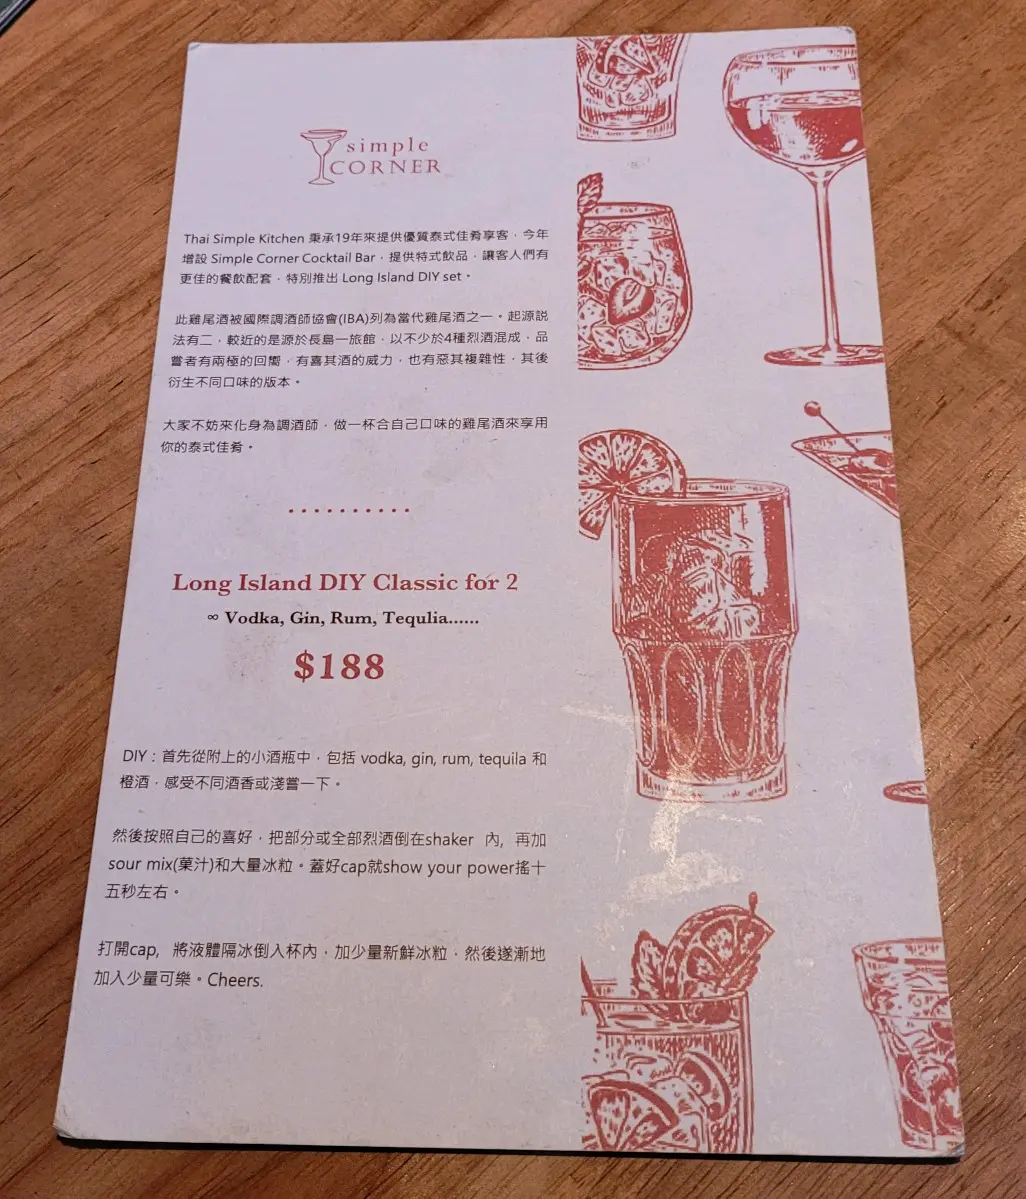 simple
CORNER
Thai Simple Kitchen 秉承19年來提供優質泰式佳肴享客，今年
增設 Simple Corner Cocktail Bar，提供特式飲品，讓客人們有
更佳的餐飲配套，特別推出 Long Island DIY set。
此雞尾酒被國際調酒師協會(IBA)列為當代雞尾酒之一。起源說
法有二，較近的是源於長島一旅館，以不少於4種烈酒混成，品
嘗者有兩極的回嚮，有喜其酒的威力，也有惡其複雜性，其後
衍生不同口味的版本。
大家不妨來化身為調酒師，做一杯合自己口味的雞尾酒來享用
你的泰式佳肴。
..........
Long Island DIY Classic for 2
∞ Vodka, Gin, Rum, Tequlia......
$188
DIY：首先從附上的小酒瓶中，包括 vodka, gin, rum, tequila 和
橙酒，感受不同酒香或淺嘗一下。
然後按照自己的喜好，把部分或全部烈酒倒在shaker 內, 再加
sour mix(菓汁)和大量冰粒。蓋好cap就show your power搖十
五秒左右。
打開cap, 將液體隔冰倒入杯內，加少量新鮮冰粒，然後遂漸地
加入少量可樂。Cheers.